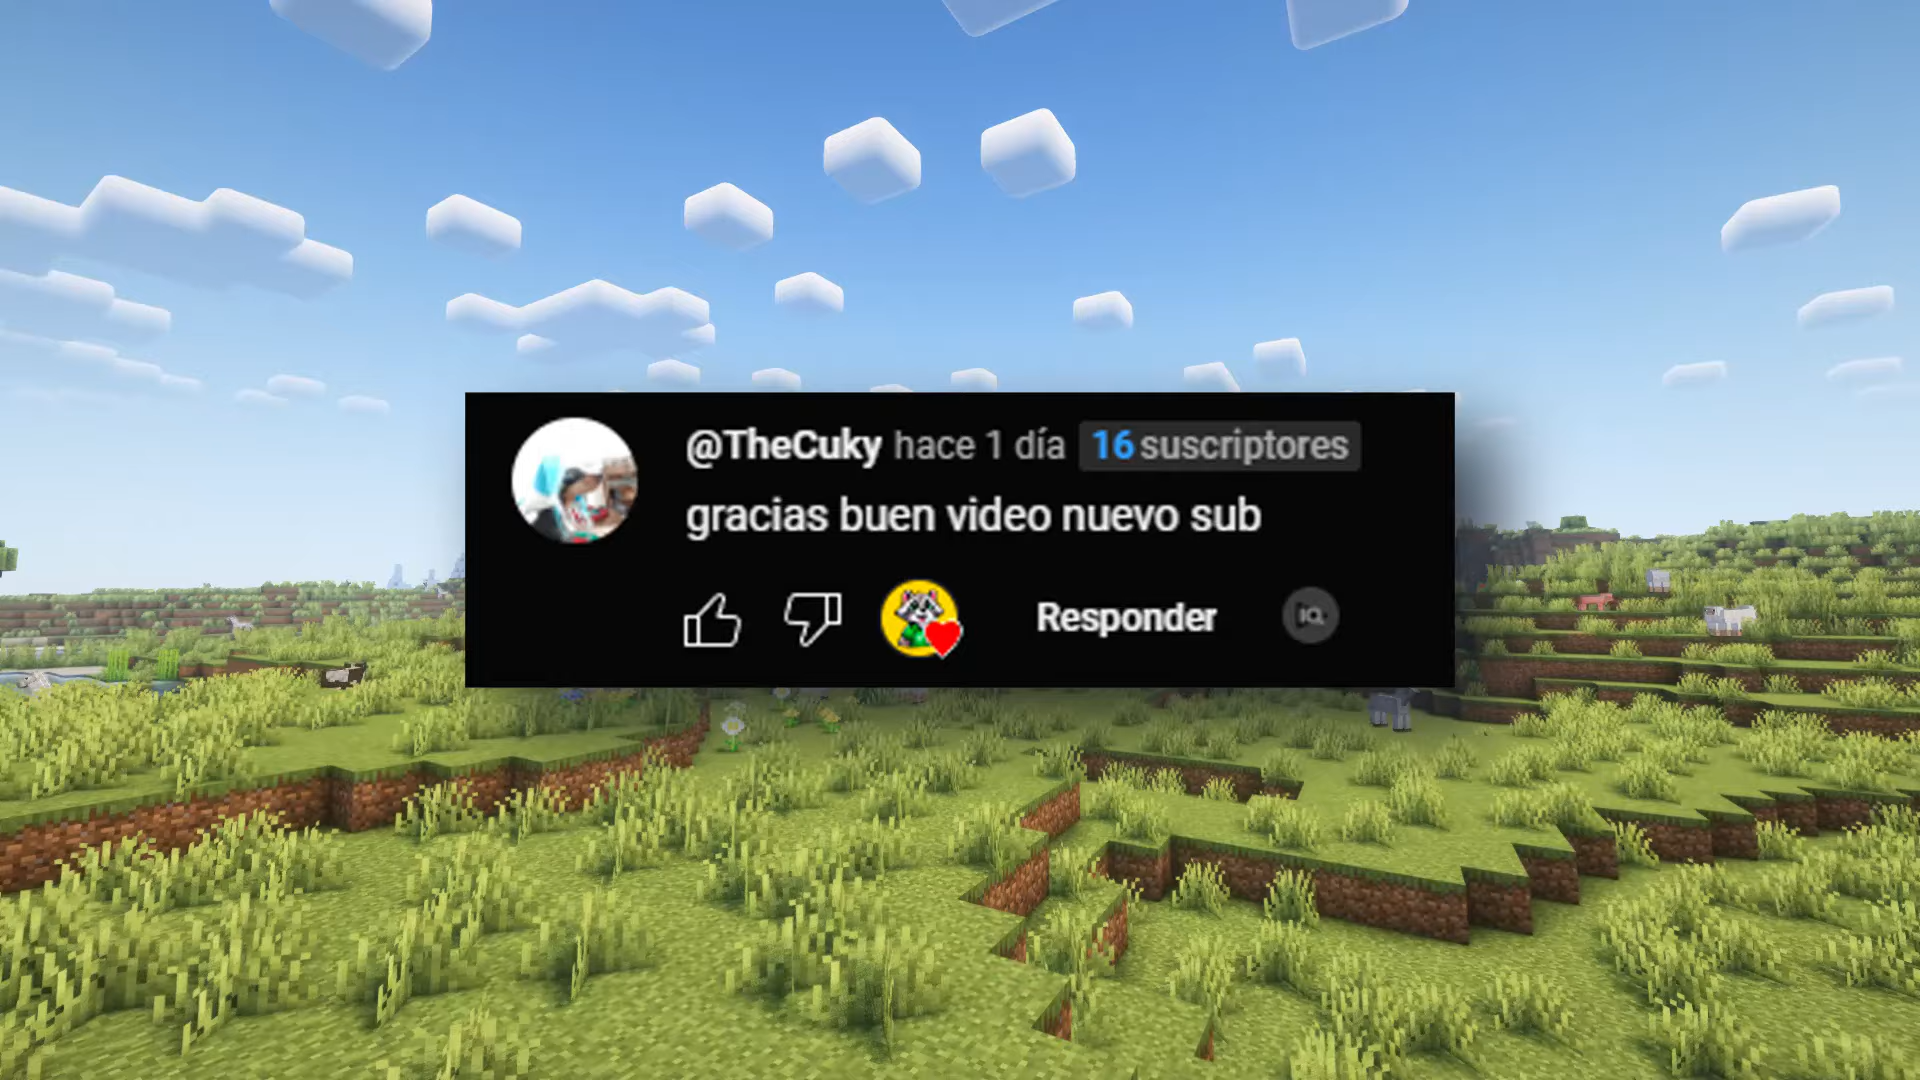 @TheCuky hace 1 día 16 suscriptores
gracias buen video nuevo sub
Responder